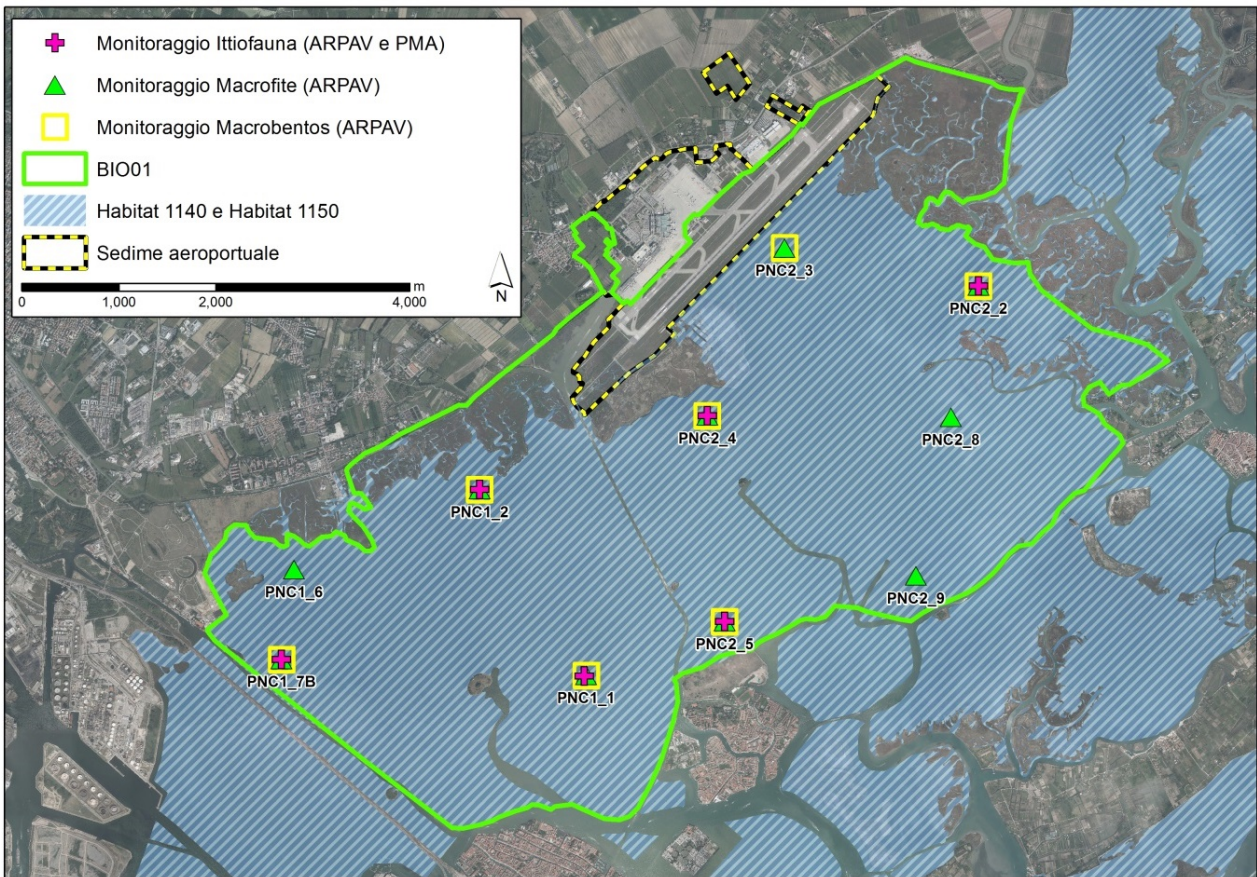 Monitoraggio Ittiofauna (ARPAV e PMA)
Monitoraggio Macrofite (ARPAV)
Monitoraggio Macrobentos (ARPAV)
BIO01
Habitat 1140 e Habitat 1150
Sedime aeroportuale
m
0 1,000 2,000 4,000
N
PNC2_3
PNC2_2
PNC2_4
PNC2_8
PNC1_2
PNC1_6
PNC2_9
PNC2_5
PNC1_7B
PNC1_1